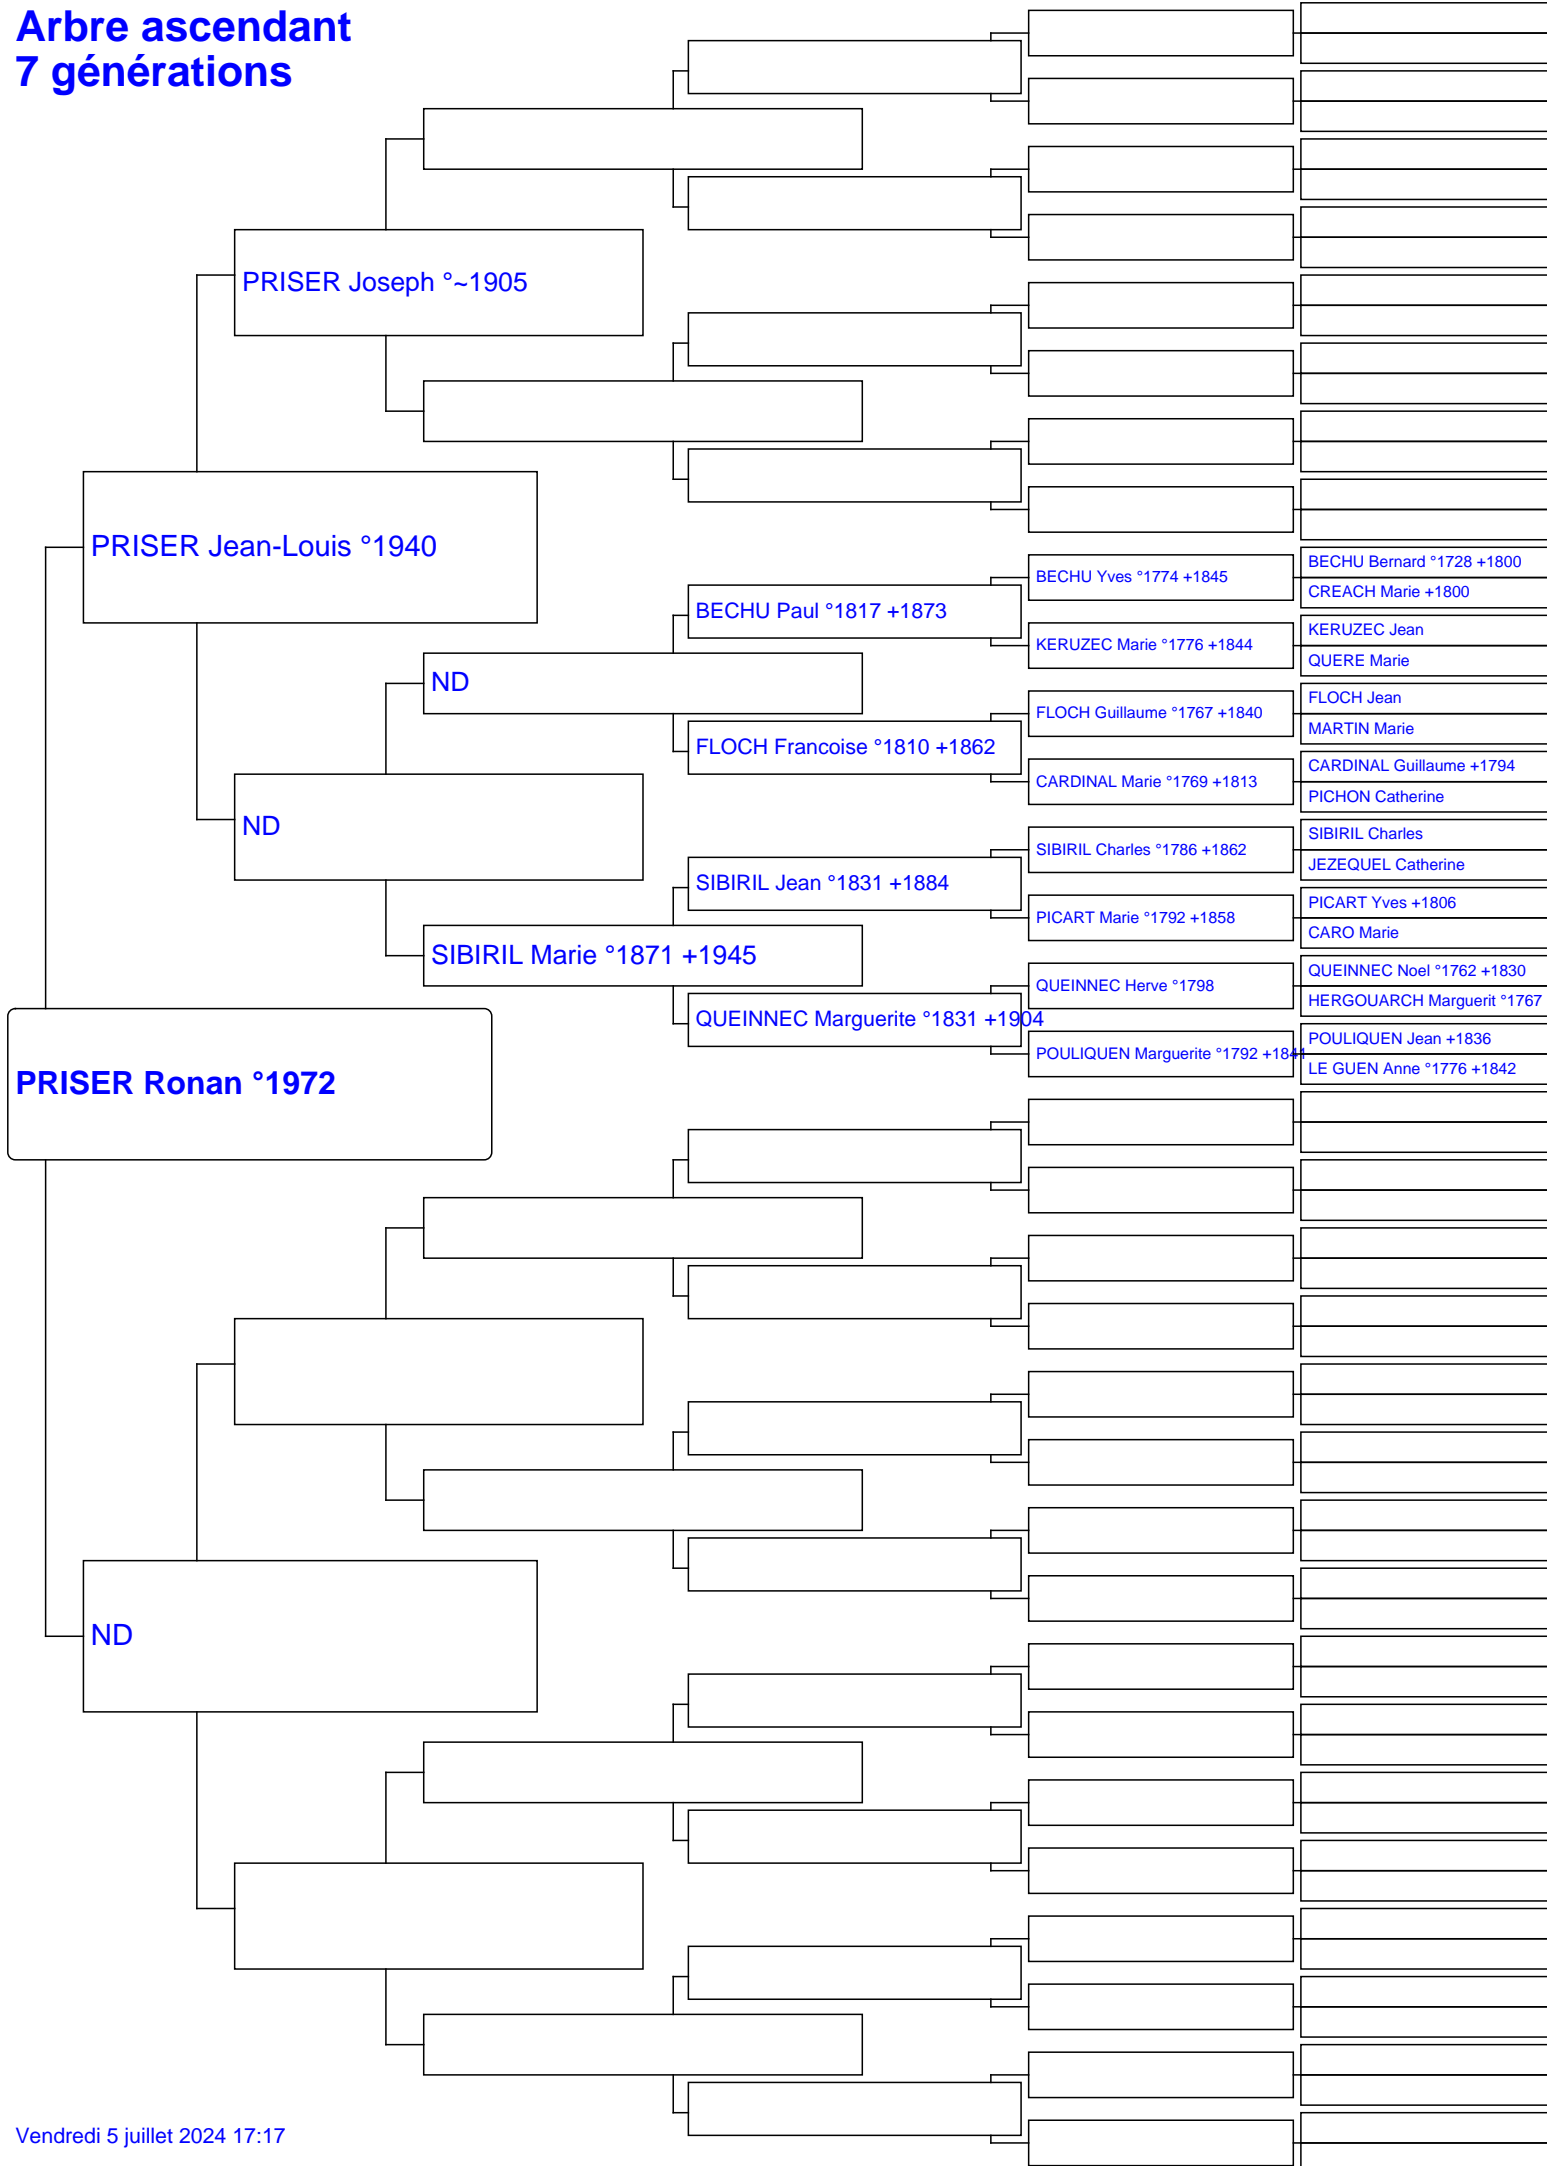 Arbre ascendant
7 générations
PRISER Joseph °~1905
PRISER Jean-Louis °1940
BECHU Yves °1774 +1845
BECHU Bernard °1728 +1800
CREACH Marie +1800
BECHU Paul °1817 +1873
KERUZEC Marie °1776 +1844
KERUZEC Jean
QUERE Marie
ND
FLOCH Guillaume °1767 +1840
FLOCH Jean
MARTIN Marie
FLOCH Francoise °1810 +1862
CARDINAL Marie °1769 +1813
CARDINAL Guillaume +1794
PICHON Catherine
ND
SIBIRIL Charles °1786 +1862
SIBIRIL Charles
JEZEQUEL Catherine
SIBIRIL Jean °1831 +1884
PICART Marie °1792 +1858
PICART Yves +1806
CARO Marie
SIBIRIL Marie °1871 +1945
QUEINNEC Herve °1798
QUEINNEC Noel °1762 +1830
HERGOUARCH Marguerit °1767
QUEINNEC Marguerite °1831 +1904
POULIQUEN Marguerite °1792 +1841
POULIQUEN Jean +1836
LE GUEN Anne °1776 +1842
PRISER Ronan °1972
ND
Vendredi 5 juillet 2024 17:17